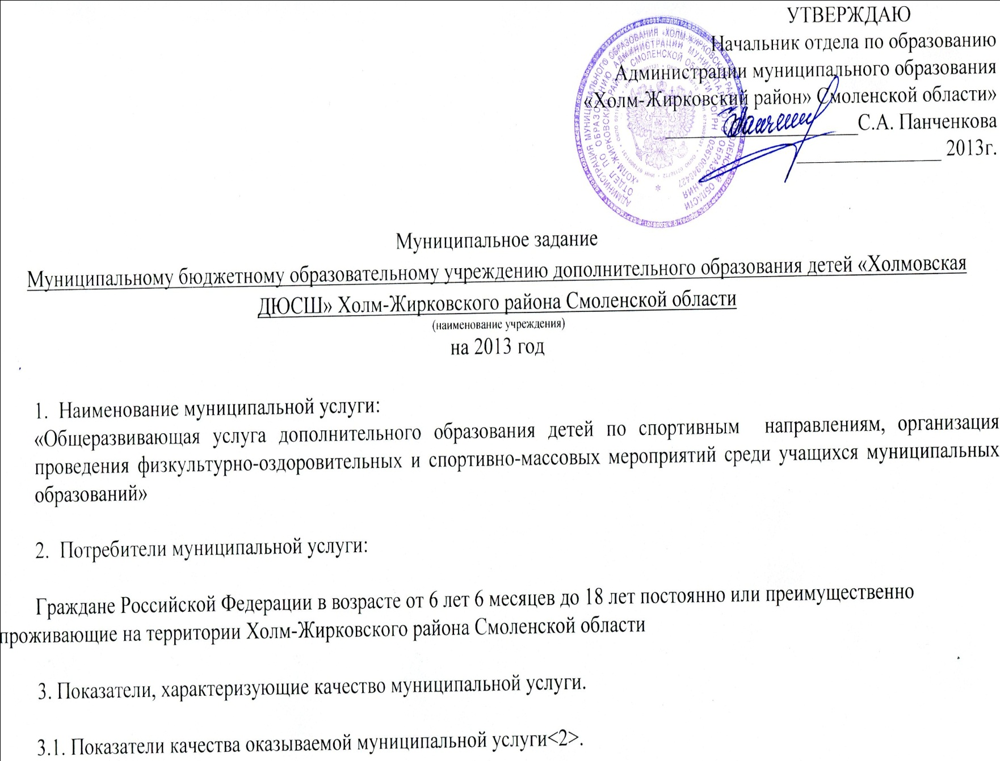 УТВЕРЖДАЮ
Начальник отдела по образованию
Администрации муниципального образования
«Холм-Жирковский район» Смоленской области»
С.А. Панченкова
2013г.
Муниципальное задание
Муниципальному бюджетному образовательному учреждению дополнительного образования детей «Холмовская
ДЮСШ» Холм-Жирковского района Смоленской области
(наименование учреждения)
на 2013 год
1. Наименование муниципальной услуги:
«Общеразвивающая услуга дополнительного образования детей по спортивным направлениям, организация
проведения физкультурно-оздоровительных и спортивно-массовых мероприятий среди учащихся муниципальных
образований»
2. Потребители муниципальной услуги:
Граждане Российской Федерации в возрасте от 6 лет 6 месяцев до 18 лет постоянно или преимущественно
проживающие на территории Холм-Жирковского района Смоленской области
3. Показатели, характеризующие качество муниципальной услуги.
3.1. Показатели качества оказываемой муниципальной услуги<2>.